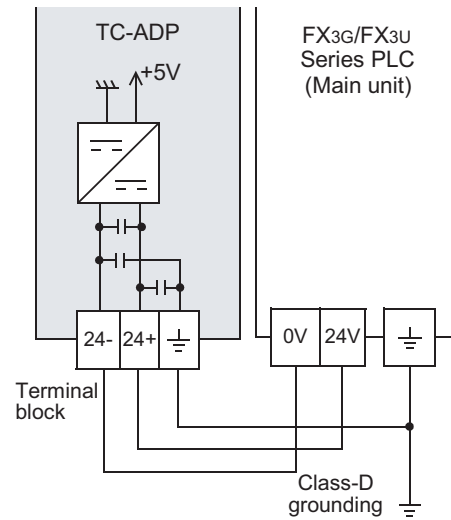 TC-ADP
+5V
FX3G/FX3U
Series PLC
(Main unit)
24- 24+
0V 24V
Terminal
block
Class-D
grounding